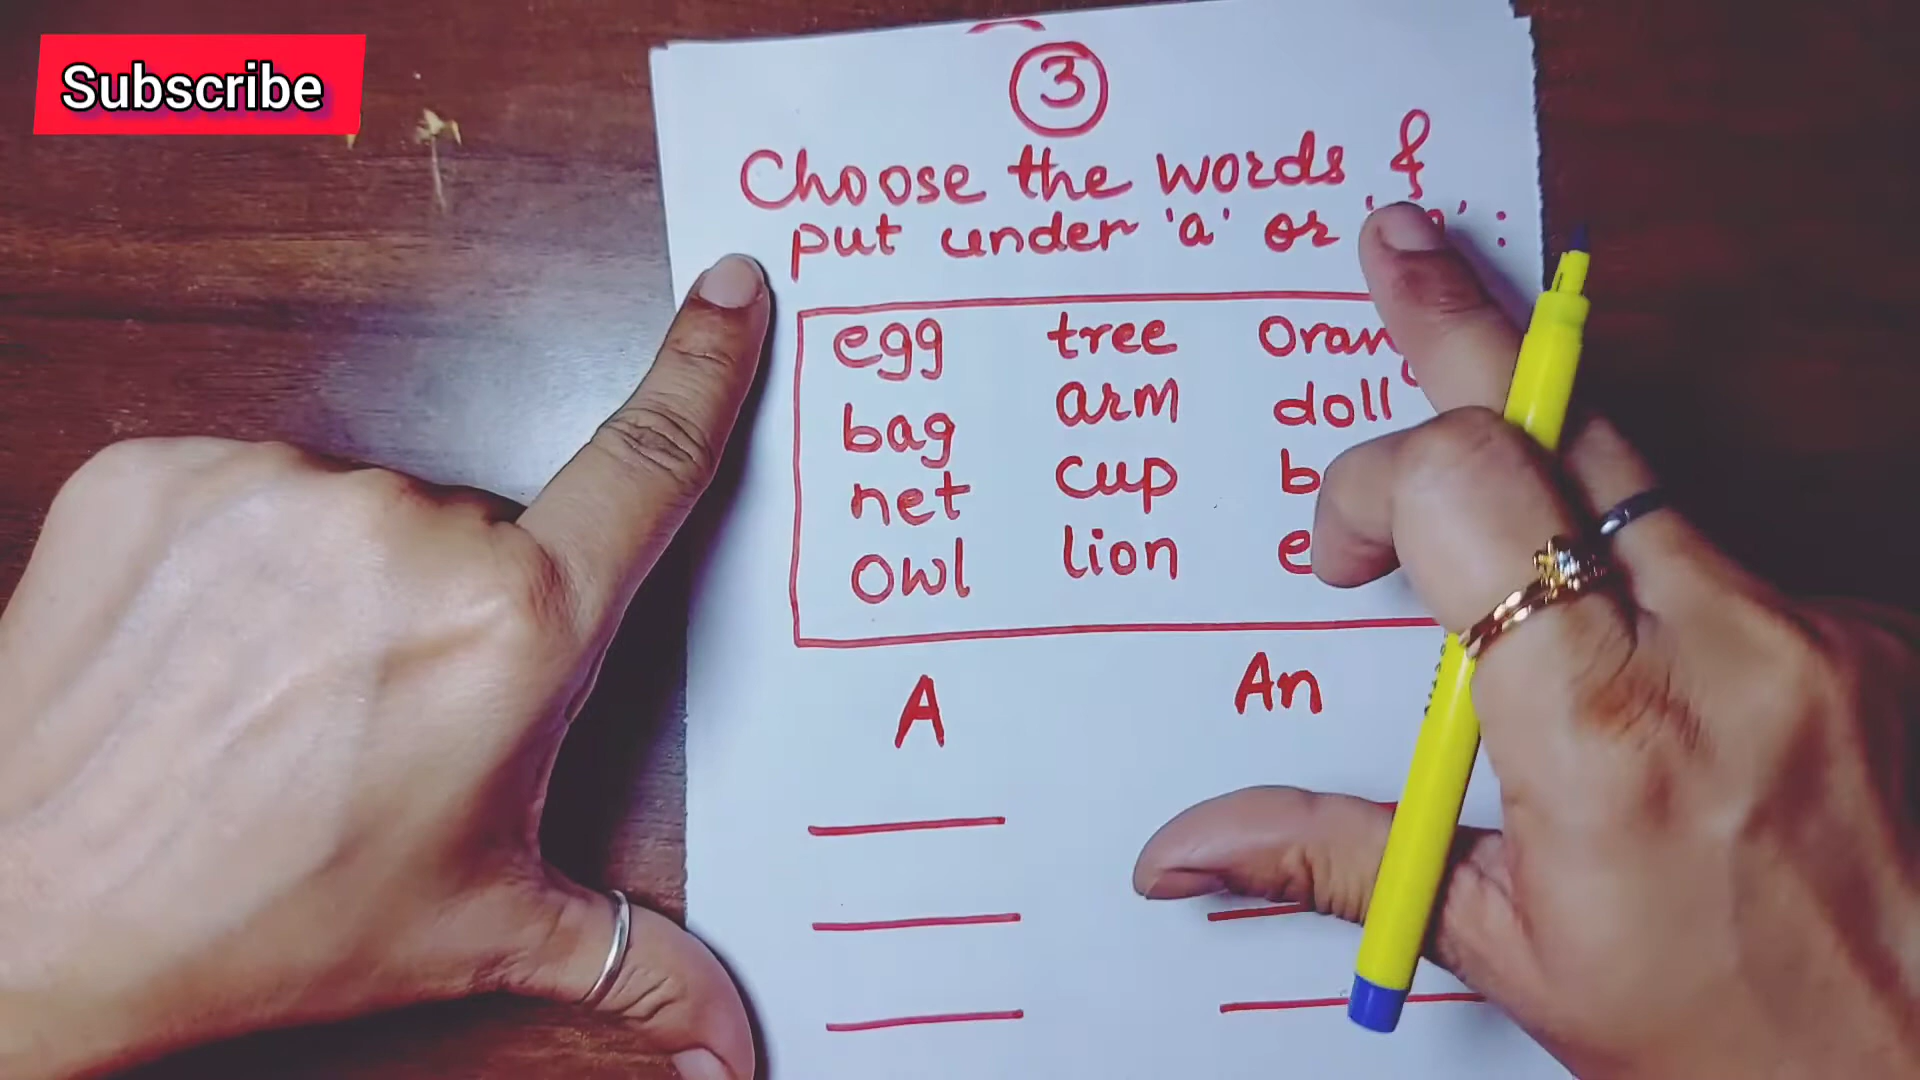 Subscribe
3
Choose the words &
put under 'a' or
egg tree
bag arm doll
net cup
owl lion
A An